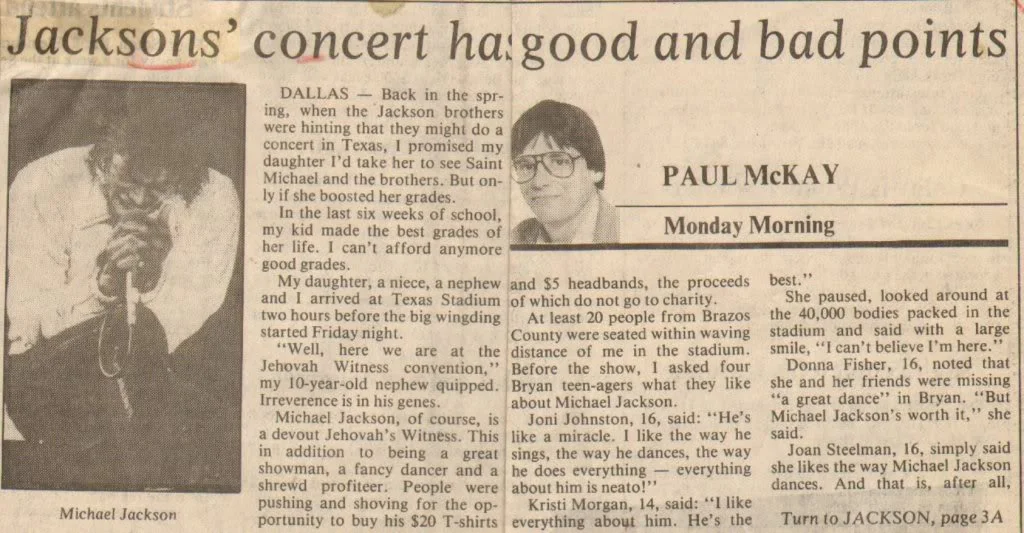 Jacksons' concert has good and bad points
DALLAS — Back in the spr-
ing, when the Jackson brothers
were hinting that they might do a
concert in Texas, I promised my
daughter I'd take her to see Saint
Michael and the brothers. But on-
ly if she boosted her grades.
In the last six weeks of school,
my kid made the best grades of
her life. I can't afford anymore
good grades.
My daughter, a niece, a nephew
and I arrived at Texas Stadium
two hours before the big wingding
started Friday night.
"Well, here we are at the
Jehovah Witness convention,"
my 10-year-old nephew quipped.
Irreverence is in his genes.
Michael Jackson, of course, is
a devout Jehovah's Witness. This
in addition to being a great
showman, a fancy dancer and a
shrewd profiteer. People were
pushing and shoving for the op-
portunity to buy his $20 T-shirts
Michael Jackson
PAUL McKAY
Monday Morning
and $5 headbands, the proceeds
of which do not go to charity.
At least 20 people from Brazos
County were seated within waving
distance of me in the stadium.
Before the show, I asked four
Bryan teen-agers what they like
about Michael Jackson.
Joni Johnston, 16, said: "He's
like a miracle. I like the way he
sings, the way he dances, the way
he does everything — everything
about him is neato!"
Kristi Morgan, 14, said: "I like
everything about him. He's the
best."
She paused, looked around at
the 40,000 bodies packed in the
stadium and said with a large
smile, "I can't believe I'm here."
Donna Fisher, 16, noted that
she and her friends were missing
"a great dance" in Bryan. "But
Michael Jackson's worth it," she
said.
Joan Steelman, 16, simply said
she likes the way Michael Jackson
dances. And that is, after all,
Turn to JACKSON, page 3A